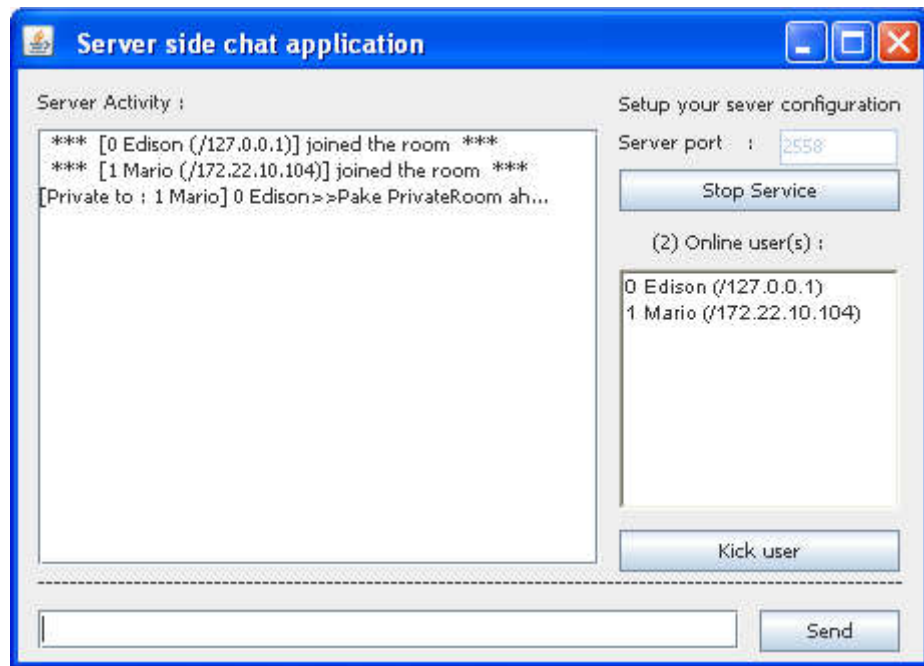 Server side chat application
Server Activity :
*** [0 Edison (/127.0.0.1)] joined the room ***
*** [1 Mario (/172.22.10.104)] joined the room ***
[Private to : 1 Mario] 0 Edison>>Pake PrivateRoom ah...
Setup your sever configuration
Server port :
2558
Stop Service
(2) Online user(s) :
0 Edison (/127.0.0.1)
1 Mario (/172.22.10.104)
Kick user
Send